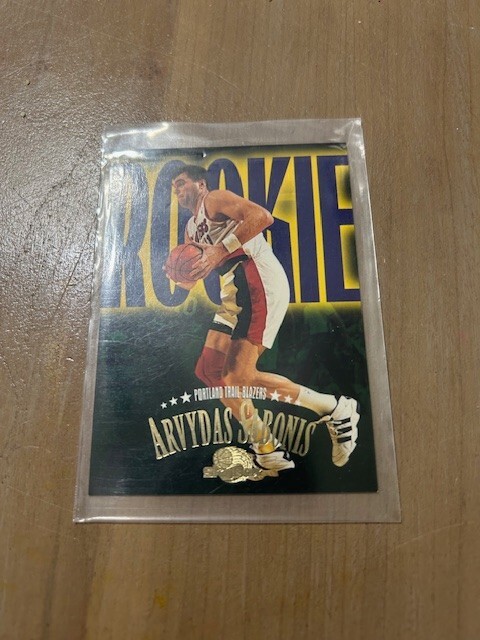 ROOKIE
PORTLAND TRAIL BLAZERS
ARVYDAS SABONIS